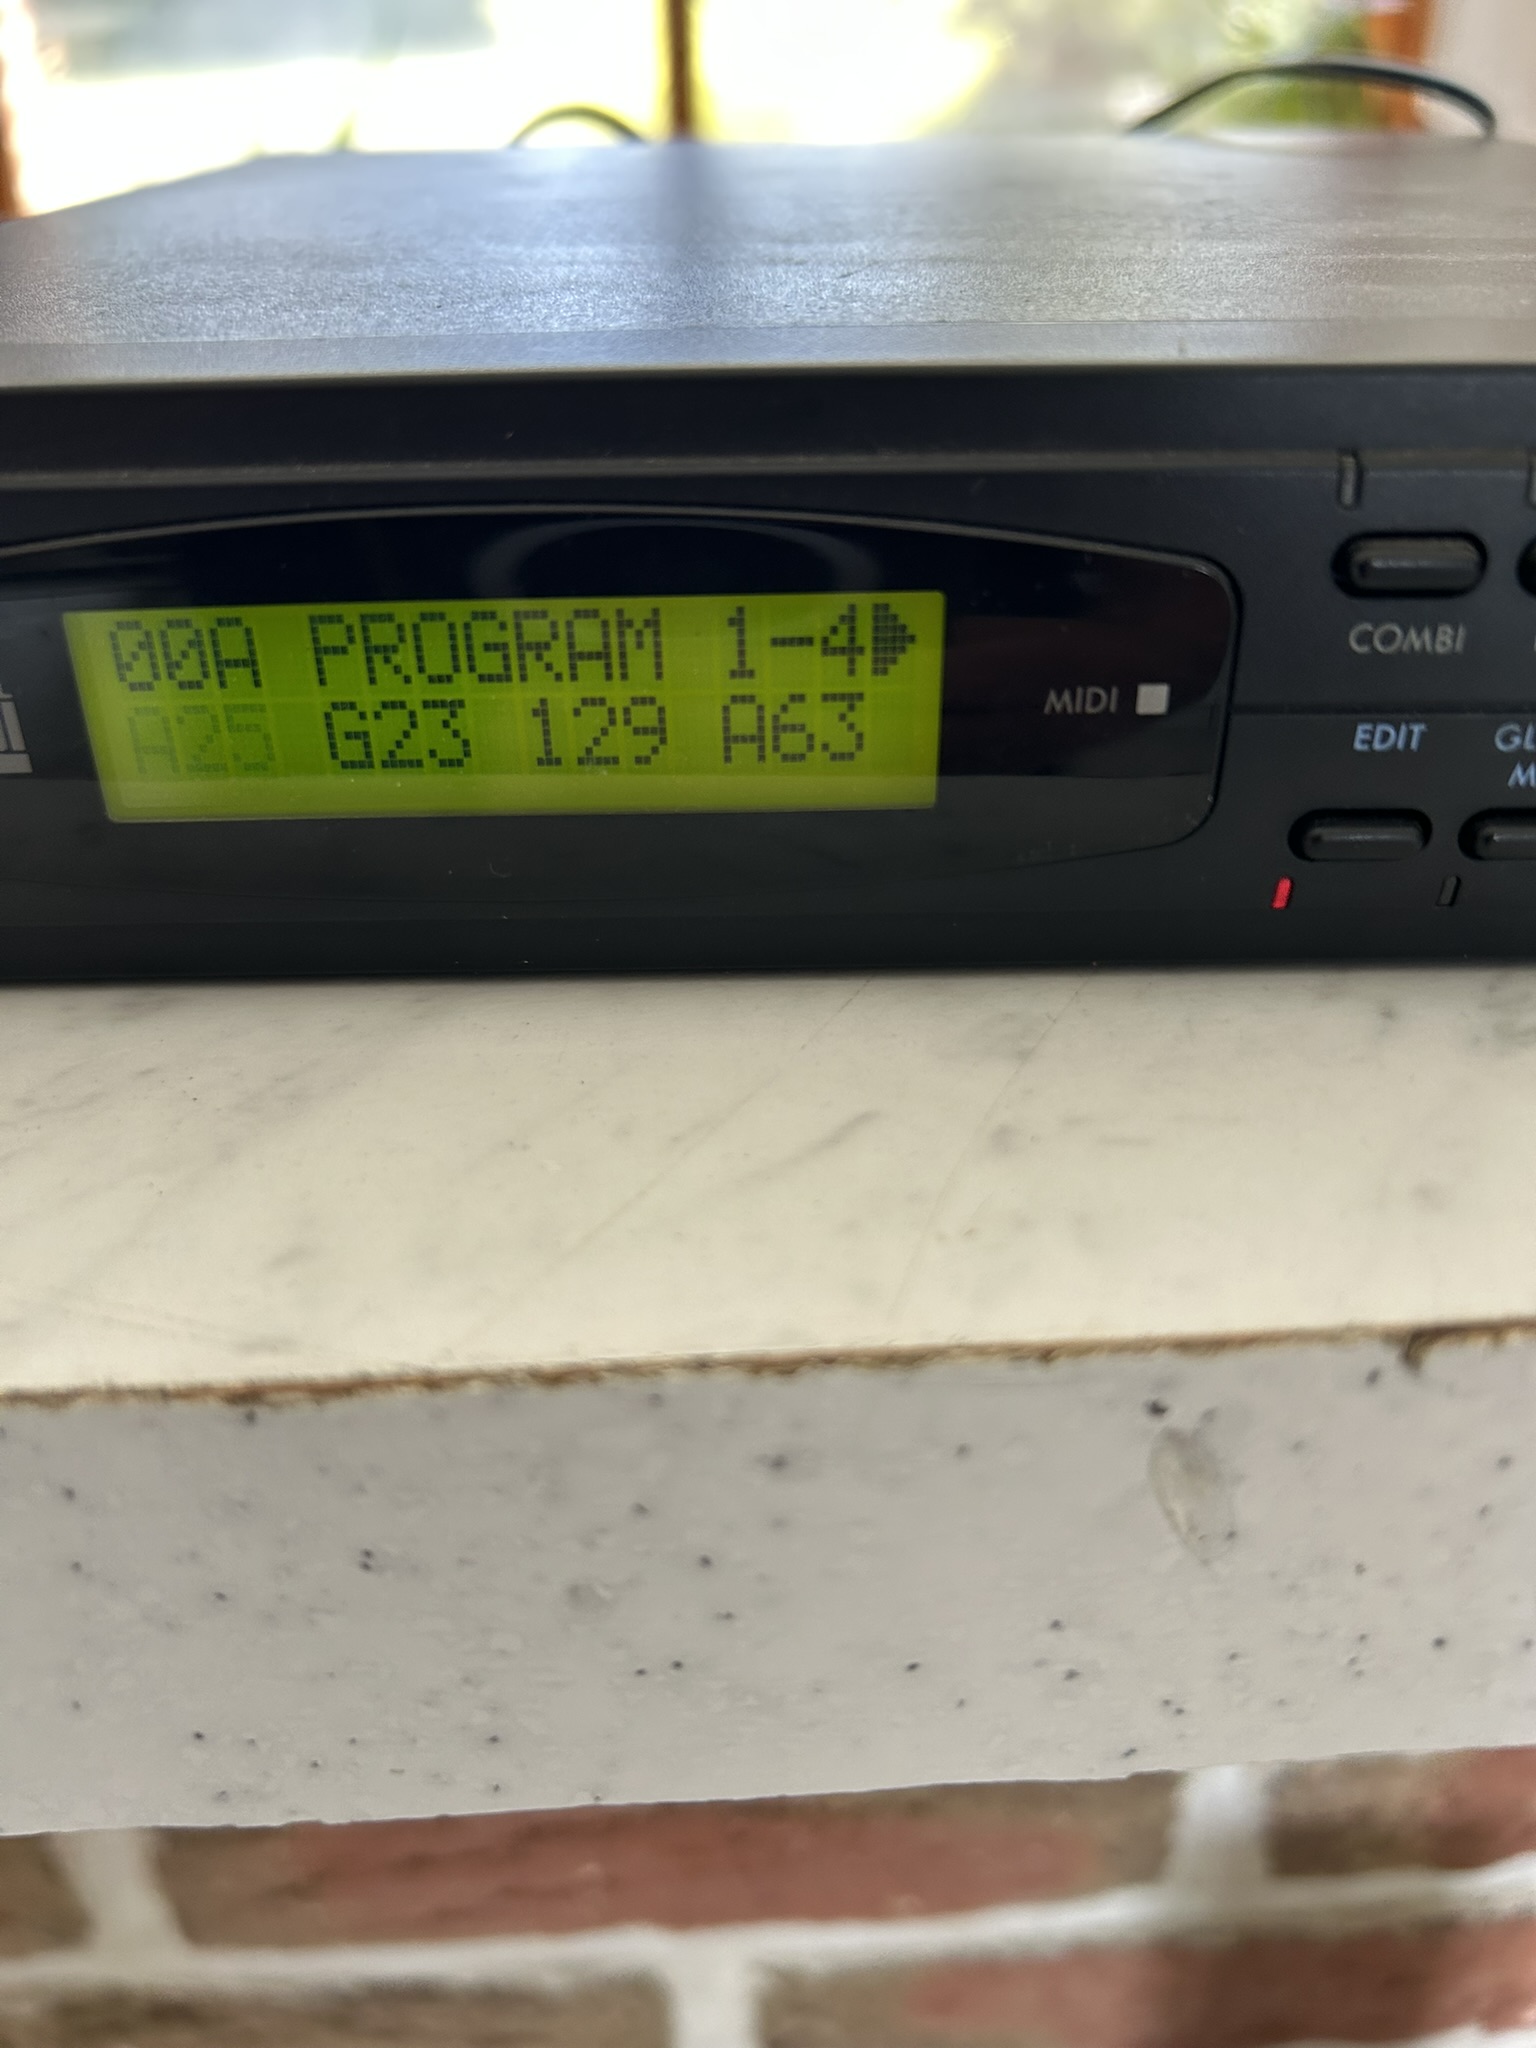 00A PROGRAM 1-4▶
A25 G23 129 A63
MIDI
COMBI
EDIT